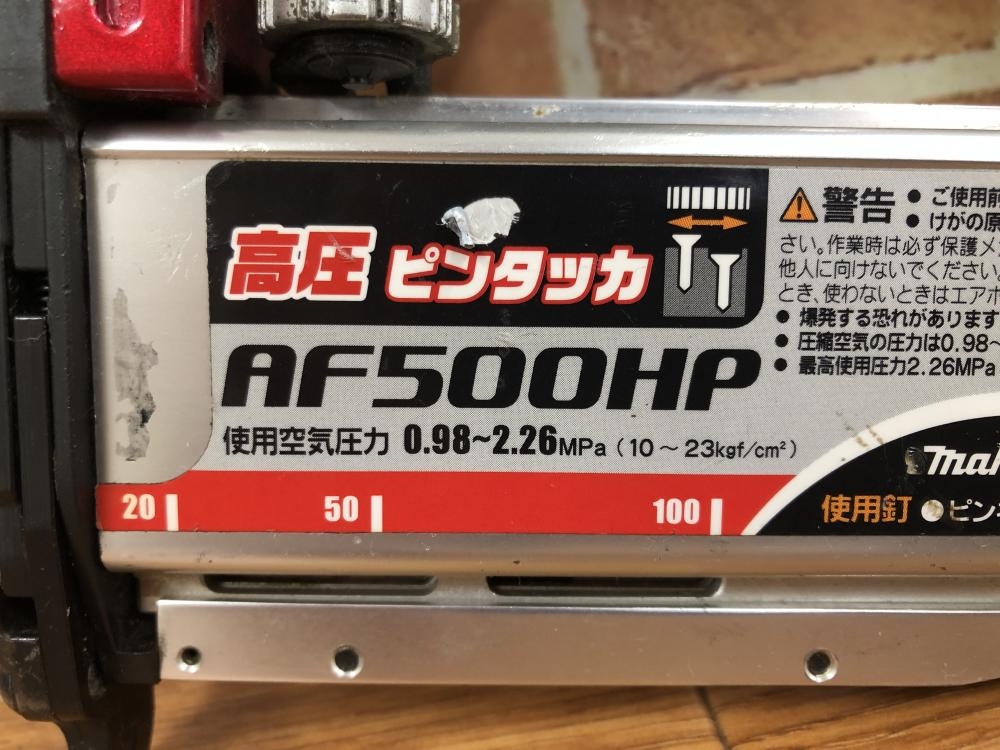 高圧 ピンタッカ
AF500HP
使用空気圧力 0.98~2.26MPa (10~23kgf/cm²)
20 50 100
警告
● ご使用前
● けがの原
さい。作業時は必ず保護メ
他人に向けないでください
とき、使わないときはエアホ
● 爆発する恐れがあります
● 圧縮空気の圧力は0.98~
● 最高使用圧力2.26MPa
Mak
使用釘 ●ピン